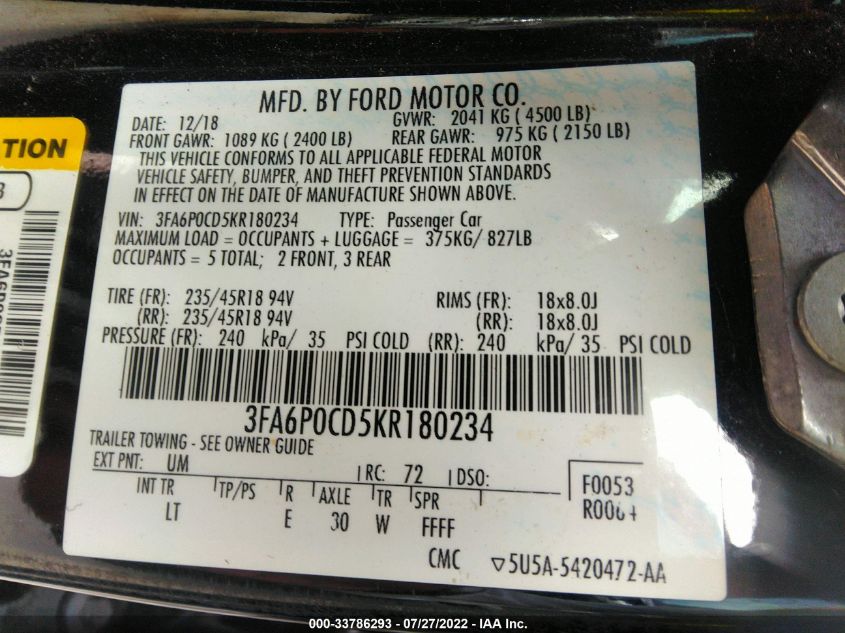 MFD. BY FORD MOTOR CO.
DATE: 12/18 GVWR: 2041 KG ( 4500 LB)
FRONT GAWR: 1089 KG ( 2400 LB) REAR GAWR: 975 KG ( 2150 LB)
THIS VEHICLE CONFORMS TO ALL APPLICABLE FEDERAL MOTOR
VEHICLE SAFETY, BUMPER, AND THEFT PREVENTION STANDARDS
IN EFFECT ON THE DATE OF MANUFACTURE SHOWN ABOVE.
VIN: 3FA6P0CD5KR180234 TYPE: Passenger Car
MAXIMUM LOAD = OCCUPANTS + LUGGAGE = 375KG/ 827LB
OCCUPANTS = 5 TOTAL; 2 FRONT, 3 REAR
TIRE (FR): 235/45R18 94V RIMS (FR): 18x8.0J
(RR): 235/45R18 94V (RR): 18x8.0J
PRESSURE (FR): 240 kPa/ 35 PSI COLD (RR): 240 kPa/ 35 PSI COLD
3FA6P0CD5KR180234
TRAILER TOWING - SEE OWNER GUIDE
EXT PNT: UM RC: 72 DSO:
INT TR TP/PS R AXLE TR SPR
LT E 30 W FFFF
F0053
R006
CMC ▽5U5A-5420472-AA
TION
000-33786293 - 07/27/2022 - IAA Inc.